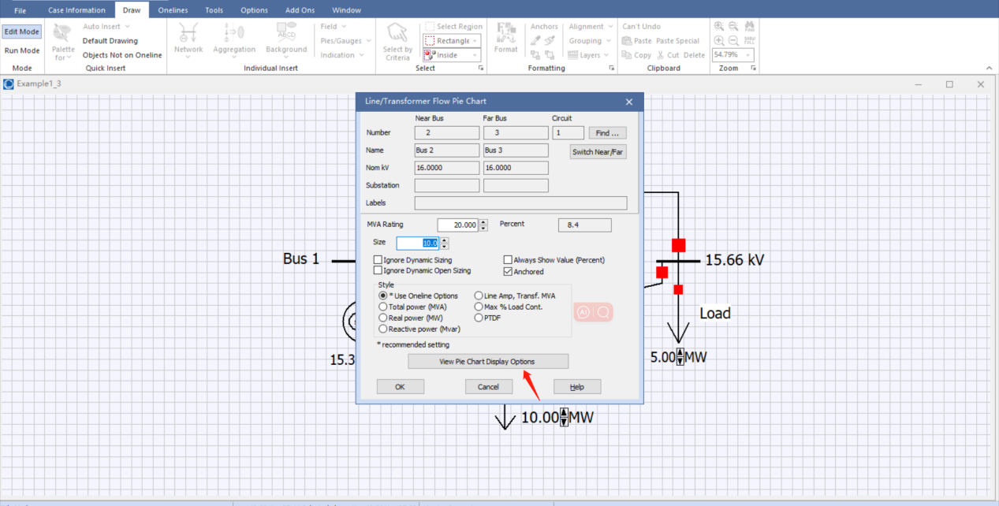 File Case Information Draw Onelines Tools Options Add Ons Window
Edit Mode
Run Mode
Mode
Palette for
Auto Insert
Default Drawing
Objects Not on Oneline
Quick Insert
Network
Aggregation
ABCD
Background
Field
Pies/Gauges
Indication
Individual Insert
Select by Criteria
Select Region
Rectangle
Inside
Select
Format
Anchors
Alignment
Grouping
Layers
Formatting
Can't Undo
Paste Paste Special
Copy Cut Delete
Clipboard
54.79%
Zoom
Example1_3
Line/Transformer Flow Pie Chart
Near Bus Far Bus Circuit
Number 2 3 1 Find ...
Name Bus 2 Bus 3 Switch Near/Far
Nom kV 16.0000 16.0000
Substation
Labels
MVA Rating 20.000 Percent 8.4
Size 10.0
Ignore Dynamic Sizing Always Show Value (Percent)
Ignore Dynamic Open Sizing Anchored
Style
* Use Oneline Options Line Amp, Transf. MVA
Total power (MVA) Max % Load Cont.
Real power (MW) PTDF
Reactive power (Mvar)
* recommended setting
View Pie Chart Display Options
OK Cancel Help
AI
Bus 1
15.66 kV
Load
15.3
5.00 MW
10.00 MW